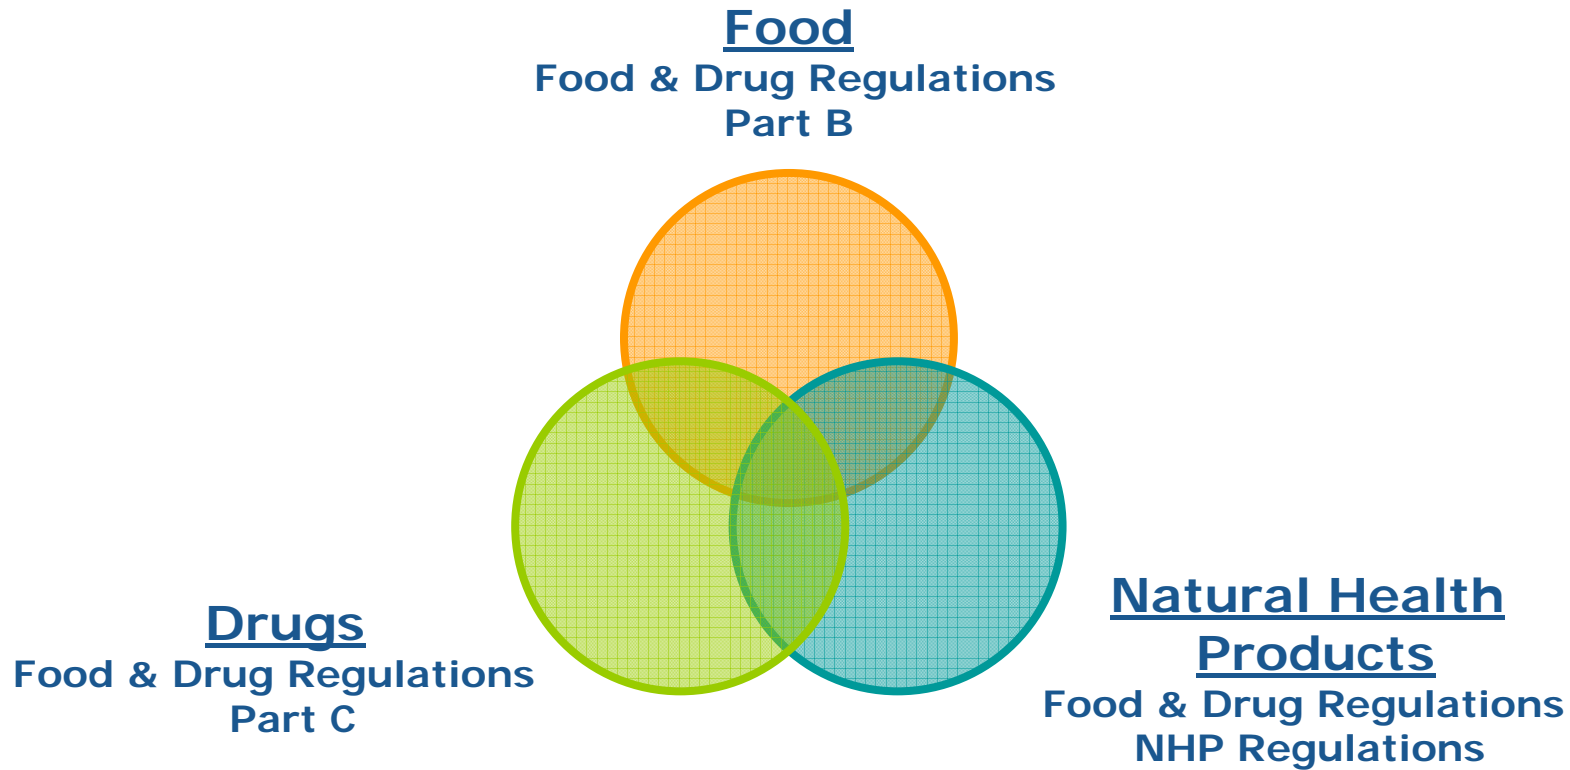 Food
Food & Drug Regulations
Part B
Drugs
Food & Drug Regulations
Part C
Natural Health
Products
Food & Drug Regulations
NHP Regulations